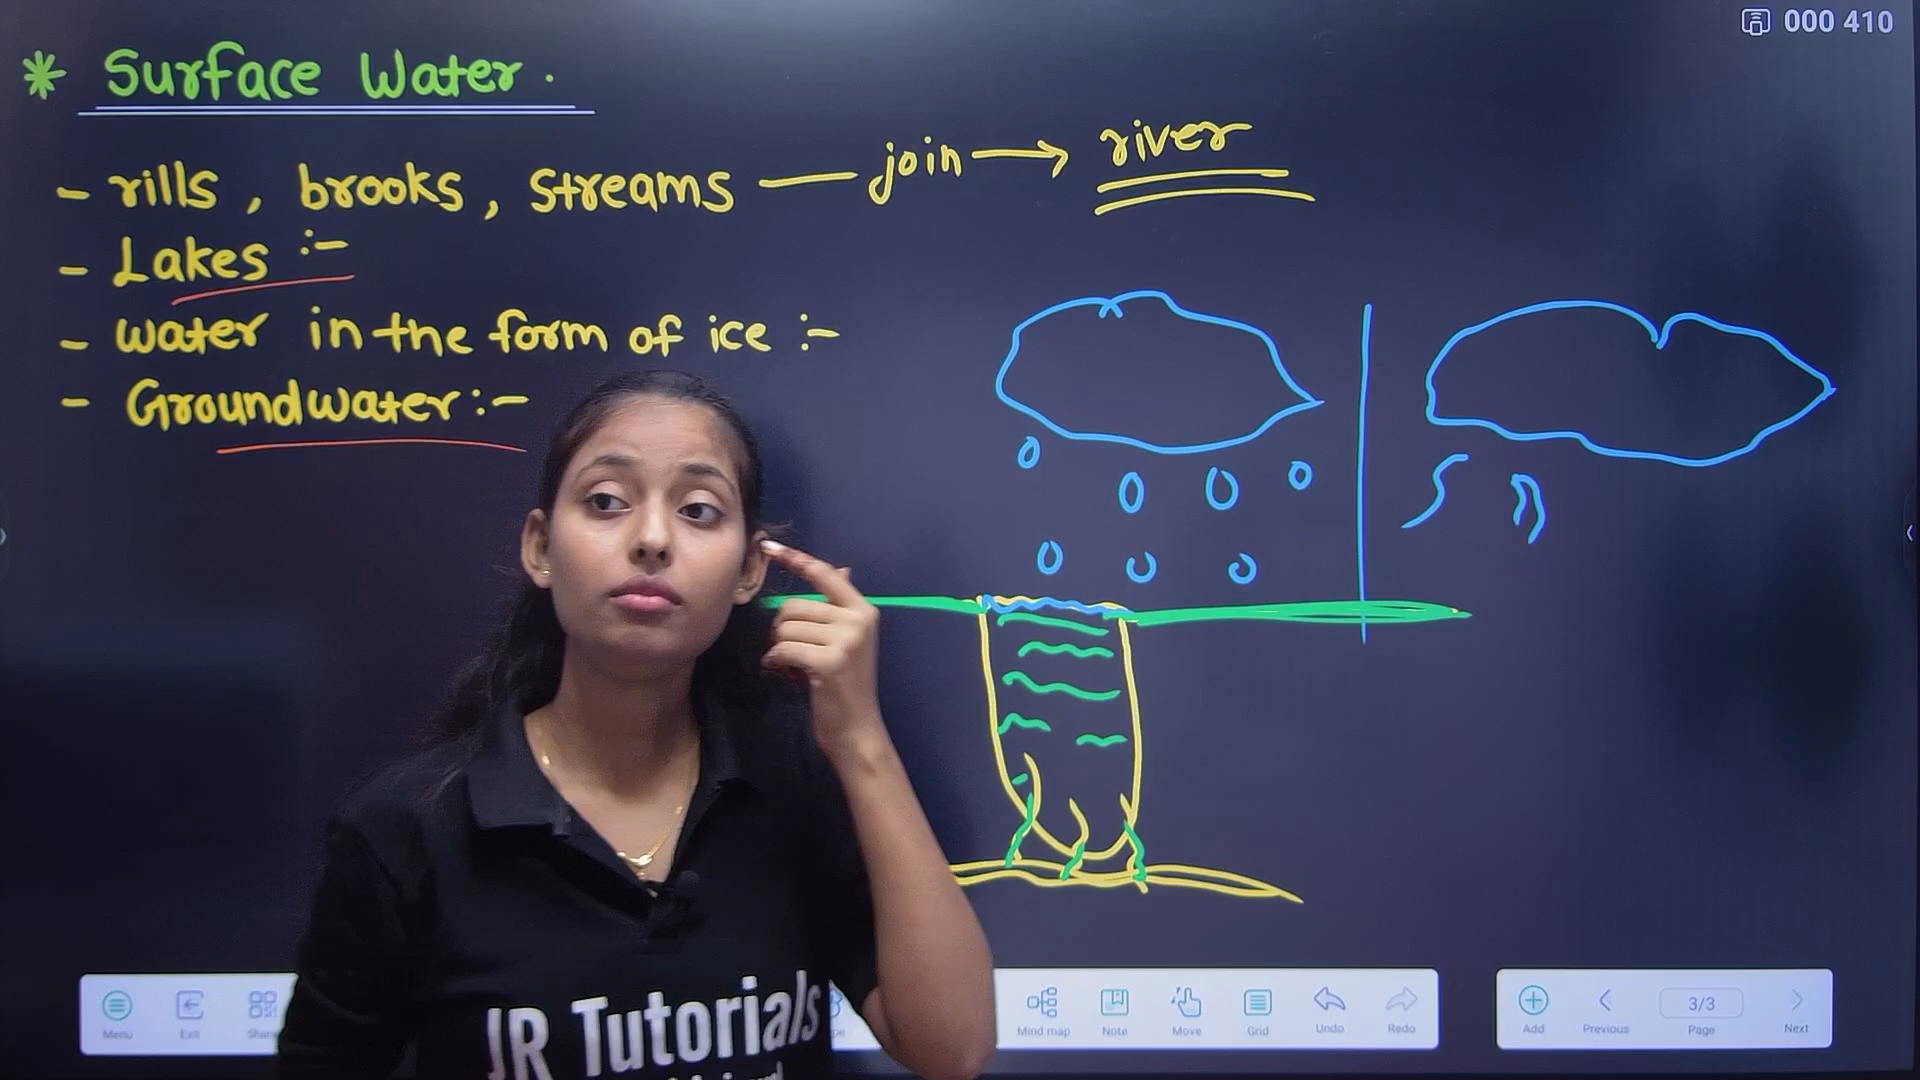 000 410
* Surface Water.
- rills, brooks, streams — join → river
- Lakes :-
- water in the form of ice :-
- Groundwater :-
JR Tutorials
Menu Exit Share Mind map Note Move Grid Undo Redo Add Previous 3/3 Page Next